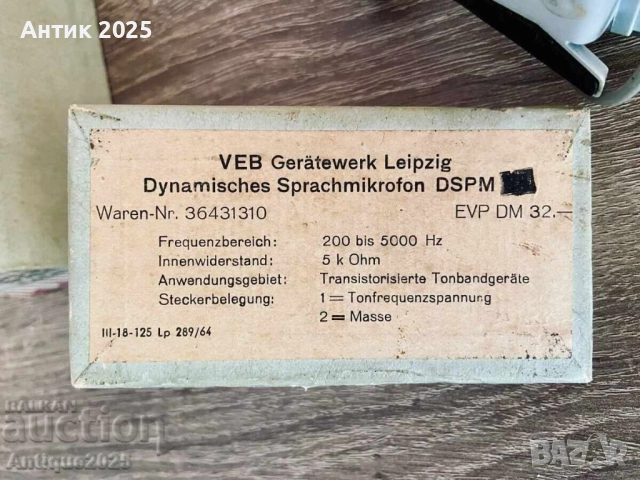 Антик 2025
VEB Gerätewerk Leipzig
Dynamisches Sprachmikrofon DSPM
Waren-Nr. 36431310 EVP DM 32.—
Frequenzbereich: 200 bis 5000 Hz
Innenwiderstand: 5 k Ohm
Anwendungsgebiet: Transistorisierte Tonbandgeräte
Steckerbelegung: 1 = Tonfrequenzspannung
2 = Masse
III-18-125 Lp 289/64
BALKAN
auction
Antique2025
BAZAR